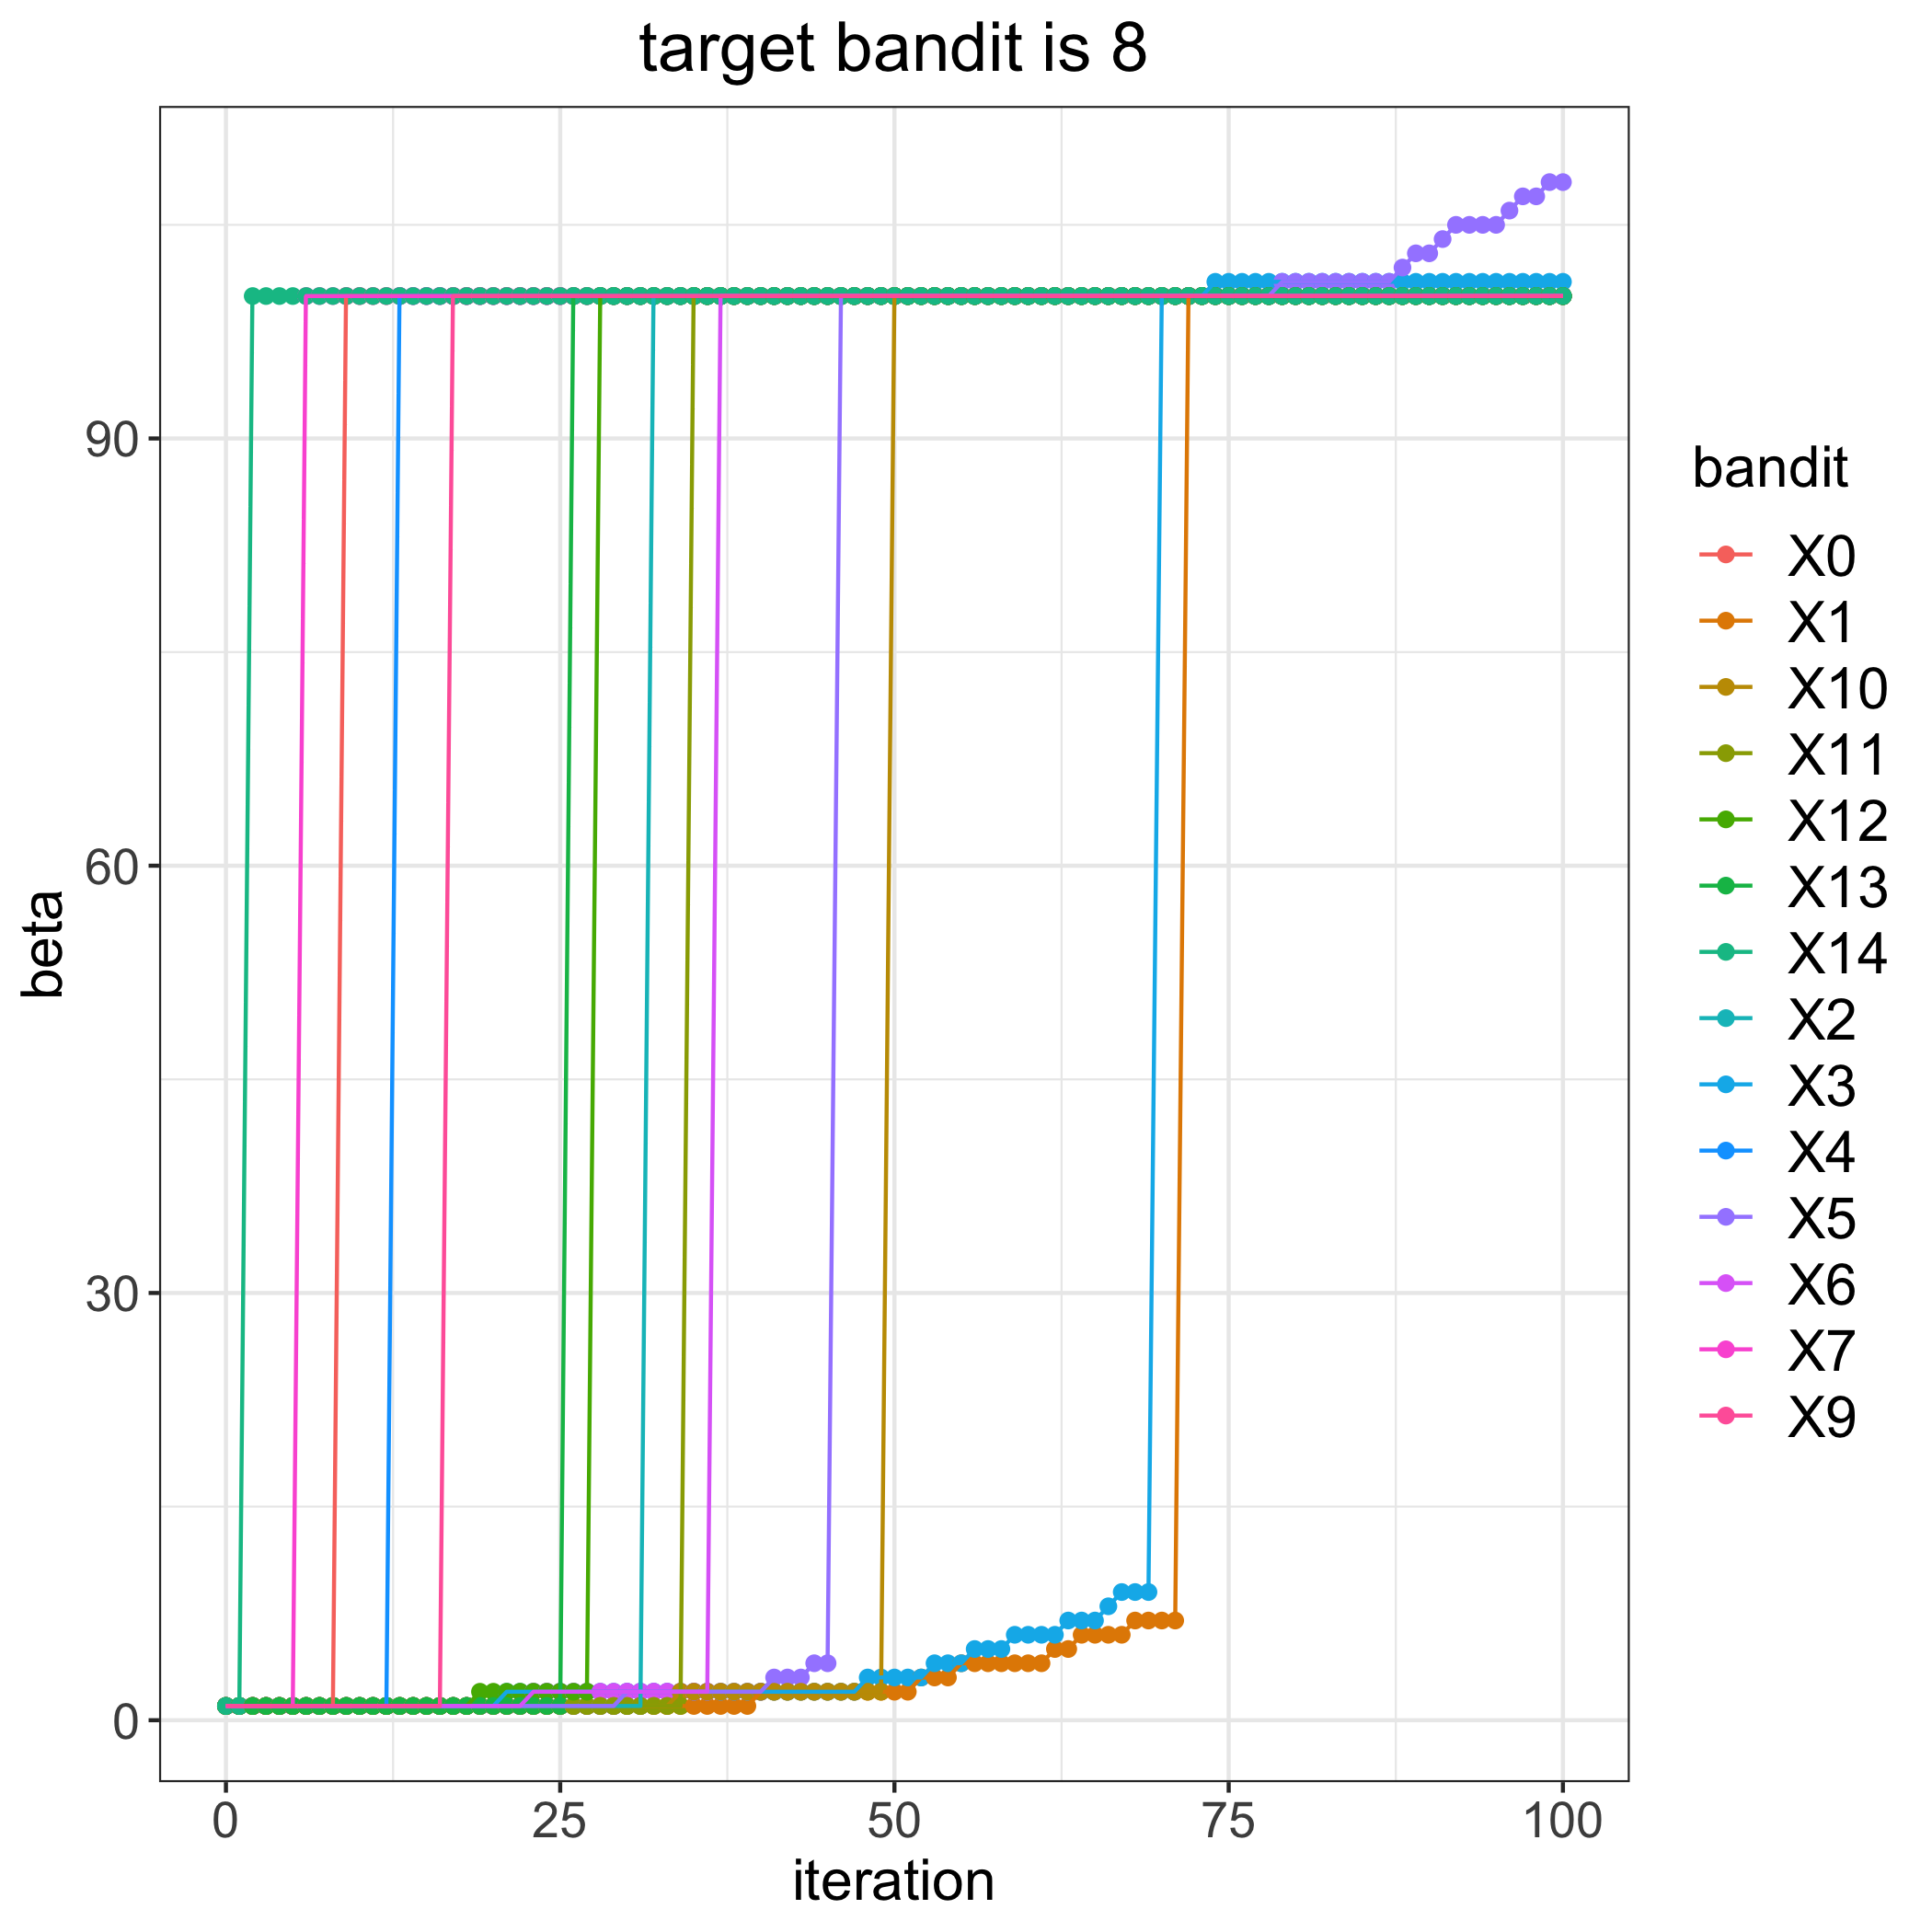 target bandit is 8
90
60
30
0
beta
0 25 50 75 100
iteration
bandit
X0
X1
X10
X11
X12
X13
X14
X2
X3
X4
X5
X6
X7
X9